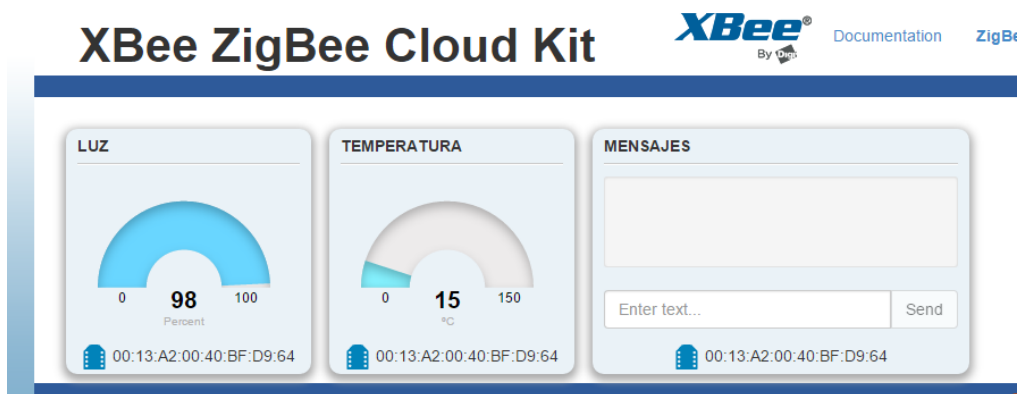 XBee ZigBee Cloud Kit
XBee®
By Digi
Documentation
ZigBe
LUZ
0
98
100
Percent
00:13:A2:00:40:BF:D9:64
TEMPERATURA
0
15
150
ºC
00:13:A2:00:40:BF:D9:64
MENSAJES
Enter text...
Send
00:13:A2:00:40:BF:D9:64